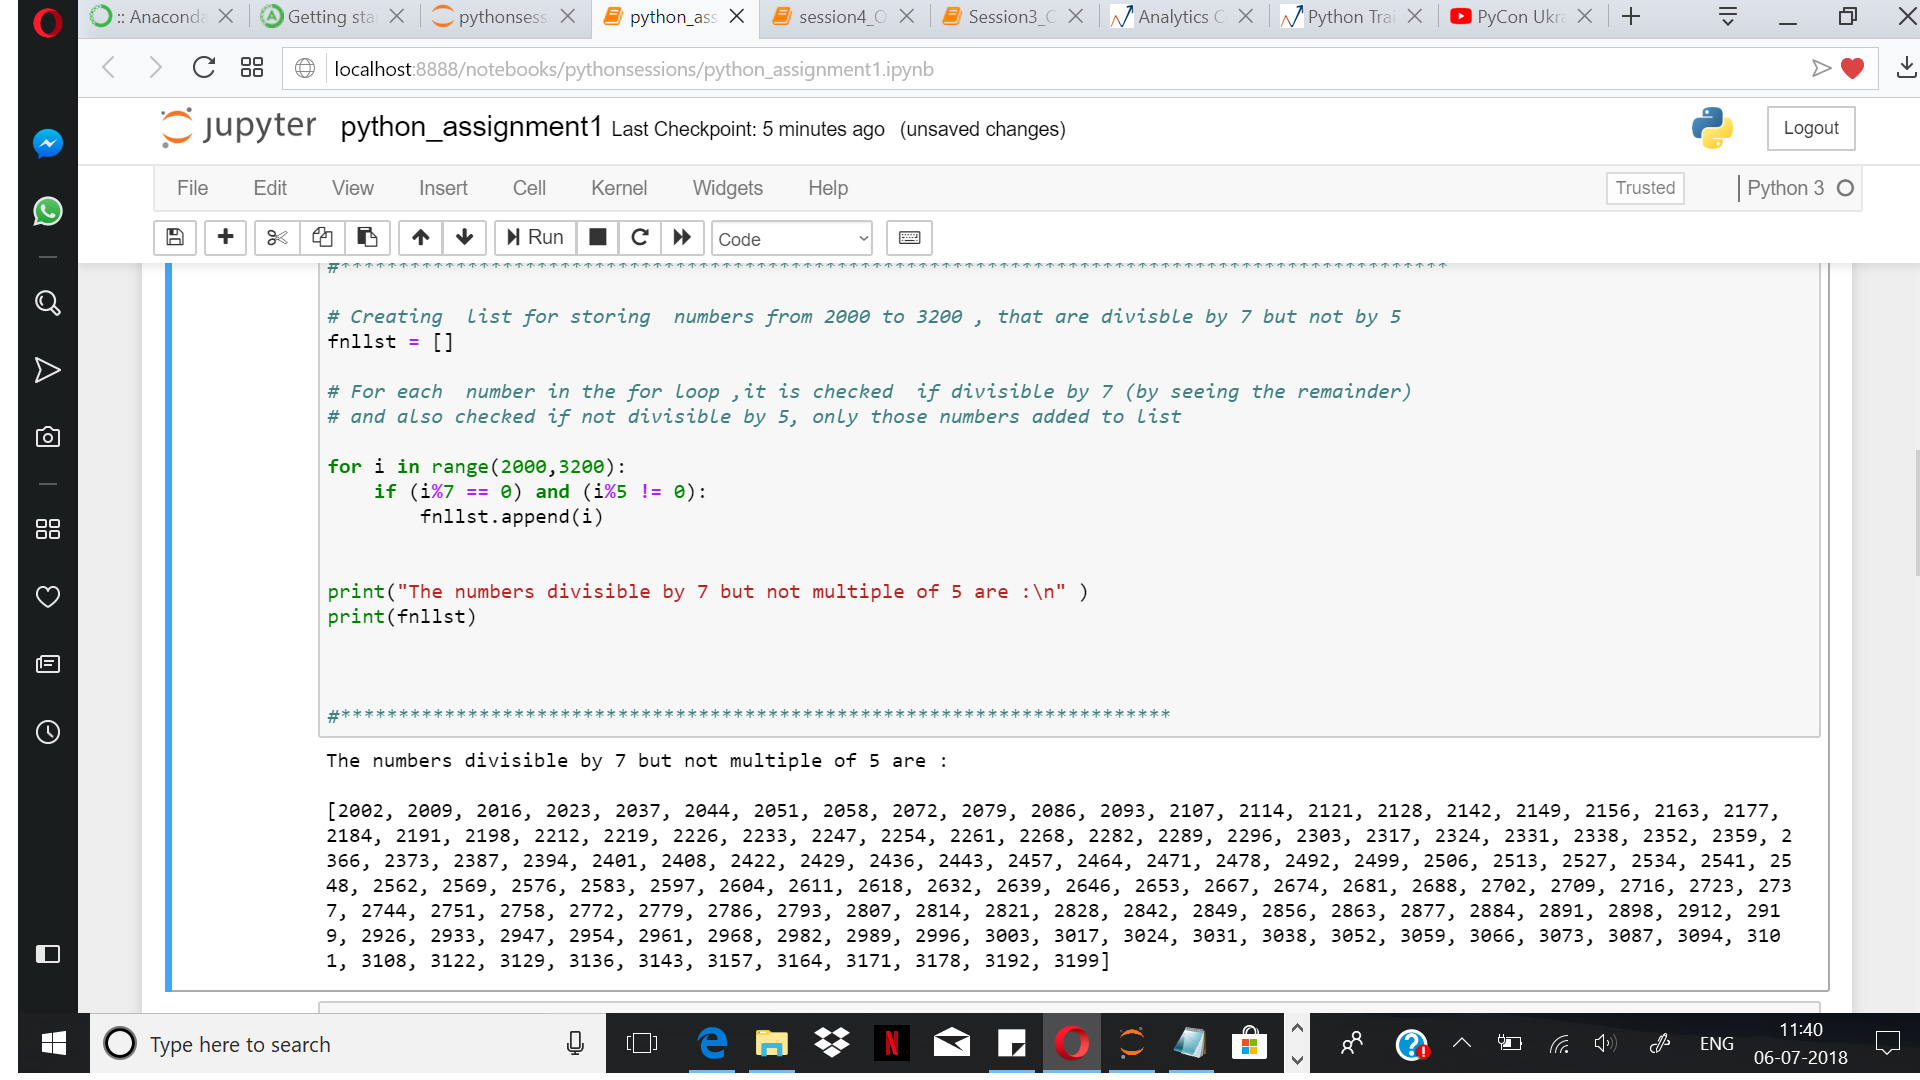 :: Anaconda
Getting sta
pythonsess
python_ass
session4_O
Session3_C
Analytics C
Python Trai
PyCon Ukra
localhost:8888/notebooks/pythonsessions/python_assignment1.ipynb
jupyter python_assignment1 Last Checkpoint: 5 minutes ago (unsaved changes)
Logout
File Edit View Insert Cell Kernel Widgets Help
Trusted Python 3
Run Code
#************************************************************************************************
# Creating  list for storing  numbers from 2000 to 3200 , that are divisble by 7 but not by 5
fnllst = []
# For each  number in the for loop ,it is checked  if divisible by 7 (by seeing the remainder)
# and also checked if not divisible by 5, only those numbers added to list
for i in range(2000,3200):
    if (i%7 == 0) and (i%5 != 0):
        fnllst.append(i)
print("The numbers divisible by 7 but not multiple of 5 are :\n" )
print(fnllst)
#************************************************************************
The numbers divisible by 7 but not multiple of 5 are :
[2002, 2009, 2016, 2023, 2037, 2044, 2051, 2058, 2072, 2079, 2086, 2093, 2107, 2114, 2121, 2128, 2142, 2149, 2156, 2163, 2177,
2184, 2191, 2198, 2212, 2219, 2226, 2233, 2247, 2254, 2261, 2268, 2282, 2289, 2296, 2303, 2317, 2324, 2331, 2338, 2352, 2359, 2
366, 2373, 2387, 2394, 2401, 2408, 2422, 2429, 2436, 2443, 2457, 2464, 2471, 2478, 2492, 2499, 2506, 2513, 2527, 2534, 2541, 25
48, 2562, 2569, 2576, 2583, 2597, 2604, 2611, 2618, 2632, 2639, 2646, 2653, 2667, 2674, 2681, 2688, 2702, 2709, 2716, 2723, 273
7, 2744, 2751, 2758, 2772, 2779, 2786, 2793, 2807, 2814, 2821, 2828, 2842, 2849, 2856, 2863, 2877, 2884, 2891, 2898, 2912, 291
9, 2926, 2933, 2947, 2954, 2961, 2968, 2982, 2989, 2996, 3003, 3017, 3024, 3031, 3038, 3052, 3059, 3066, 3073, 3087, 3094, 310
1, 3108, 3122, 3129, 3136, 3143, 3157, 3164, 3171, 3178, 3192, 3199]
Type here to search
ENG
11:40
06-07-2018